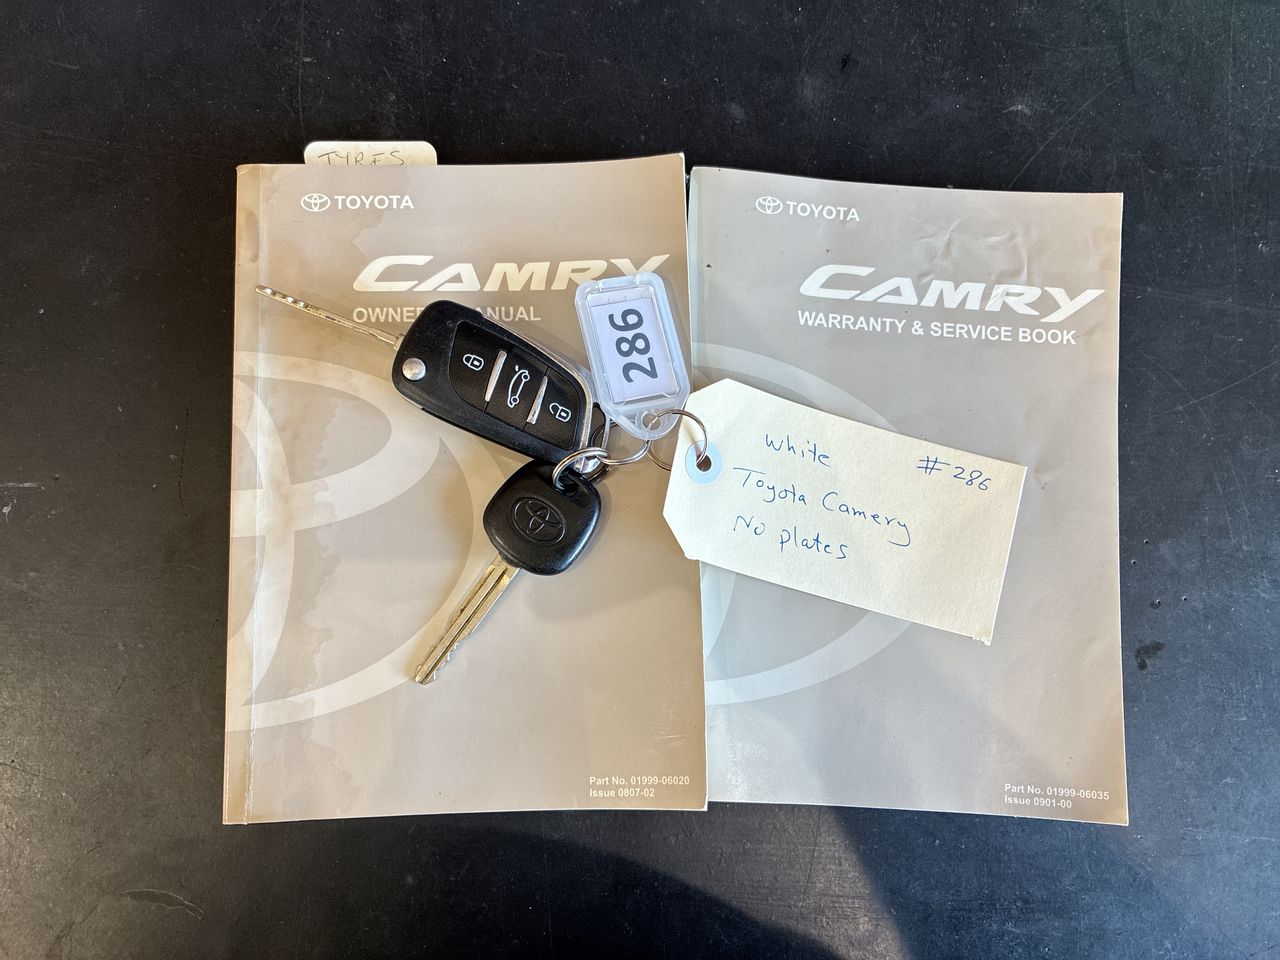 TYRES
TOYOTA
CAMRY
OWNER MANUAL
Part No. 01999-06020
Issue 0807-02
286
TOYOTA
CAMRY
WARRANTY & SERVICE BOOK
Part No. 01999-06035
Issue 0901-00
White
#286
Toyota Camery
No plates